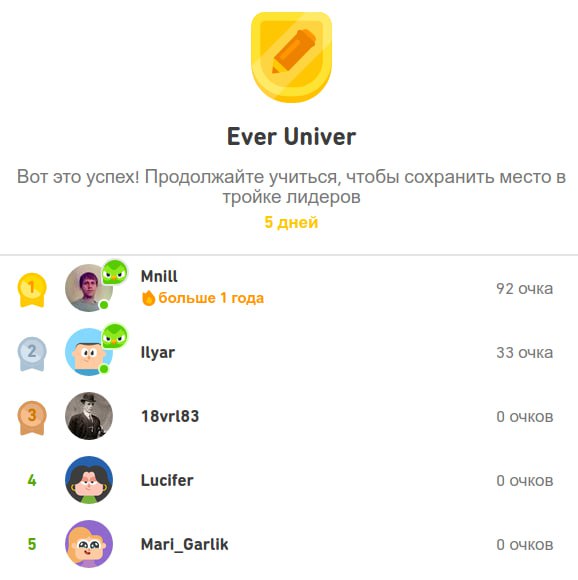 Ever Univer
Вот это успех! Продолжайте учиться, чтобы сохранить место в
тройке лидеров
5 дней
1 Mnill 92 очка
больше 1 года
2 Ilyar 33 очка
3 18vrl83 0 очков
4 Lucifer 0 очков
5 Mari_Garlik 0 очков